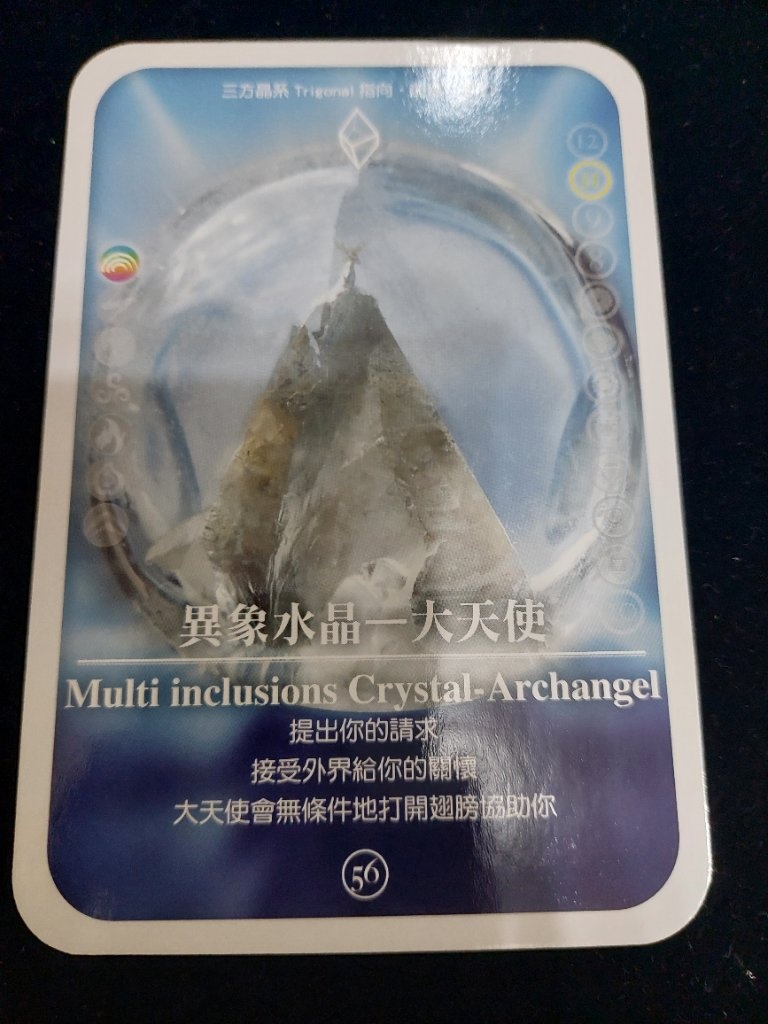 三方晶系 Trigonal 指向
12
9
8
異象水晶—大天使
Multi inclusions Crystal-Archangel
提出你的請求
接受外界給你的關懷
大天使會無條件地打開翅膀協助你
56